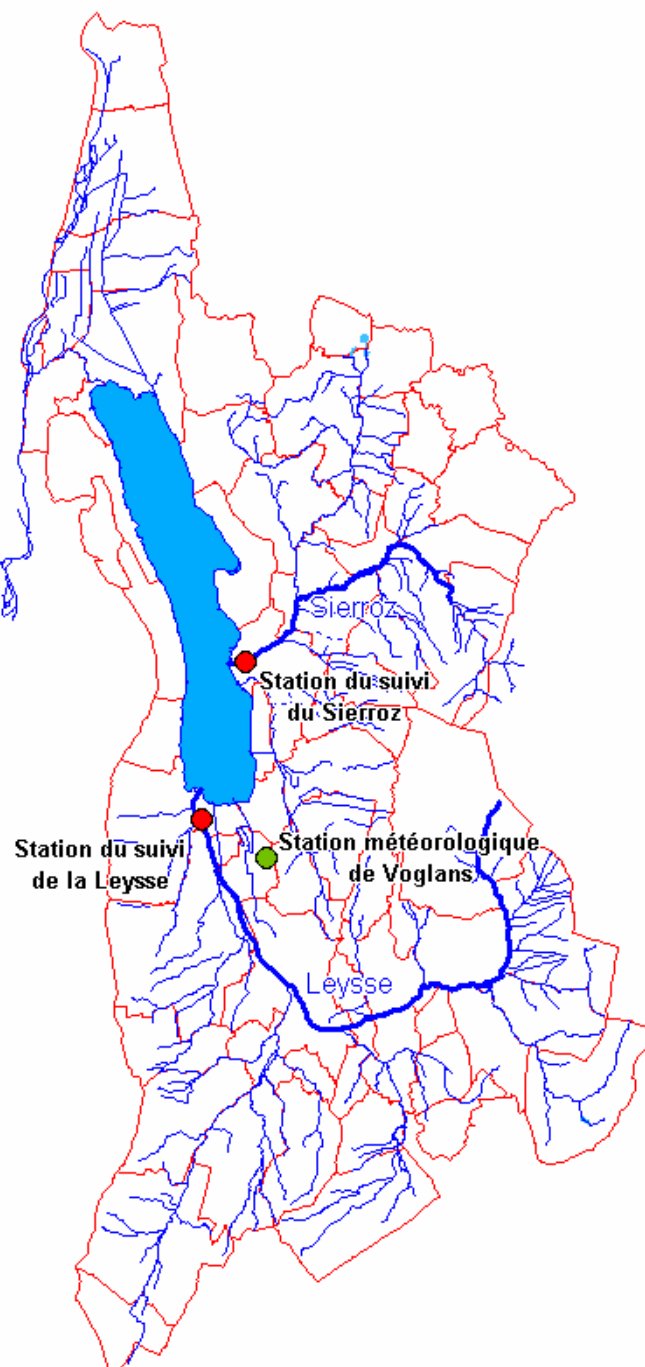 Sierroz
Station du suivi
du Sierroz
Station du suivi
de la Leysse
Station météorologique
de Voglans
Leysse